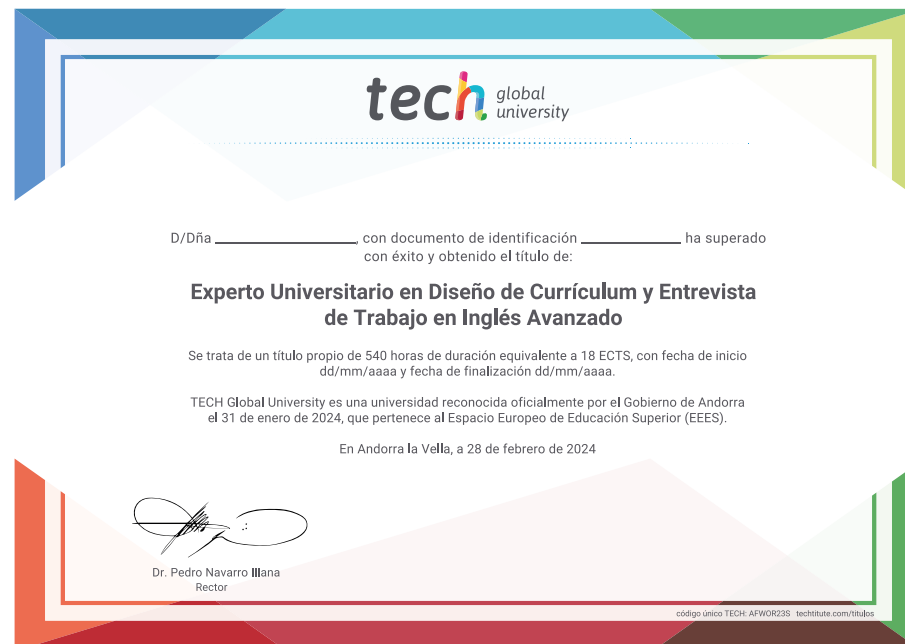 tech global university
D/Dña ____________________, con documento de identificación ______________ ha superado
con éxito y obtenido el título de:
Experto Universitario en Diseño de Currículum y Entrevista
de Trabajo en Inglés Avanzado
Se trata de un título propio de 540 horas de duración equivalente a 18 ECTS, con fecha de inicio
dd/mm/aaaa y fecha de finalización dd/mm/aaaa.
TECH Global University es una universidad reconocida oficialmente por el Gobierno de Andorra
el 31 de enero de 2024, que pertenece al Espacio Europeo de Educación Superior (EEES).
En Andorra la Vella, a 28 de febrero de 2024
Dr. Pedro Navarro Illana
Rector
código único TECH: AFWOR23S techtitute.com/titulos